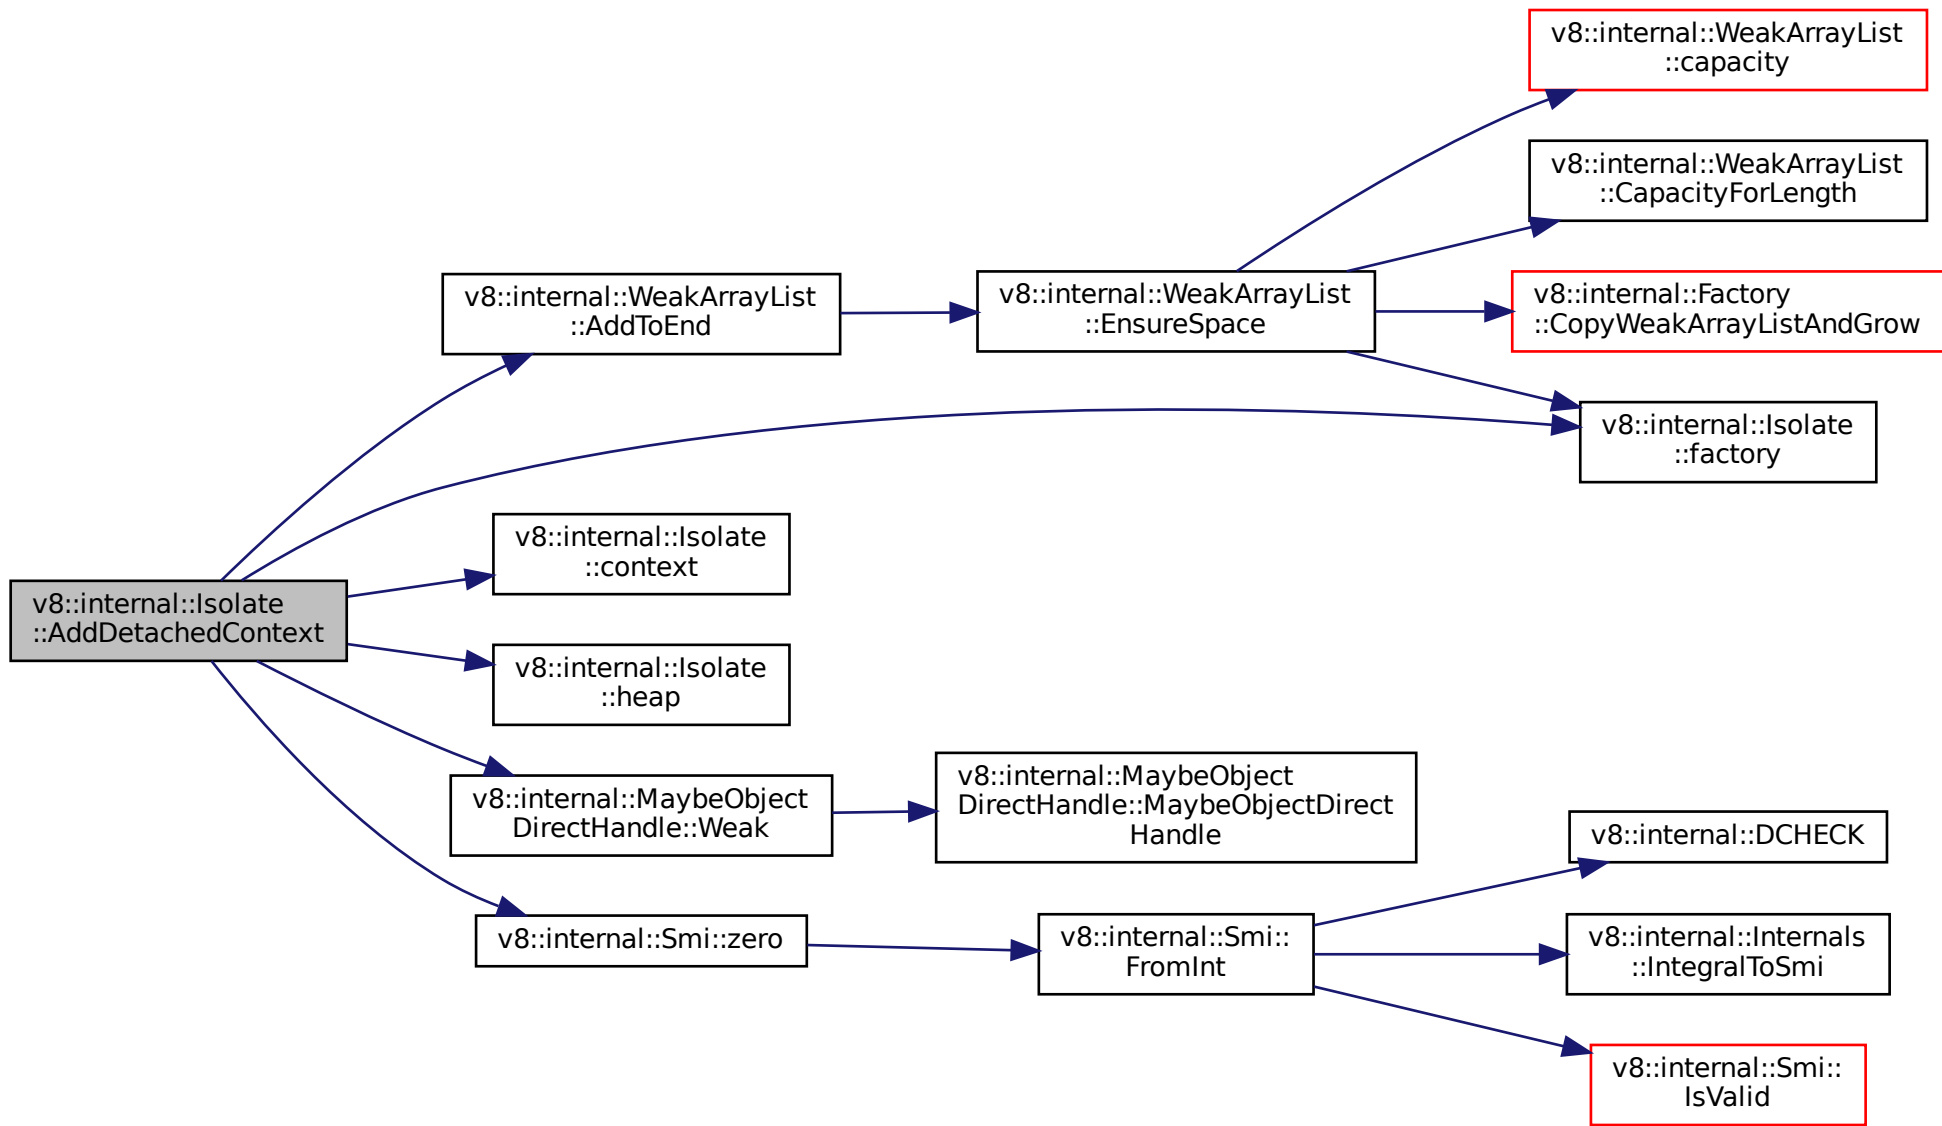 v8::internal::WeakArrayList
::capacity
v8::internal::WeakArrayList
::CapacityForLength
v8::internal::WeakArrayList
::AddToEnd
v8::internal::WeakArrayList
::EnsureSpace
v8::internal::Factory
::CopyWeakArrayListAndGrow
v8::internal::Isolate
::factory
v8::internal::Isolate
::context
v8::internal::Isolate
::AddDetachedContext
v8::internal::Isolate
::heap
v8::internal::MaybeObject
DirectHandle::Weak
v8::internal::MaybeObject
DirectHandle::MaybeObjectDirect
Handle
v8::internal::DCHECK
v8::internal::Smi::zero
v8::internal::Smi::
FromInt
v8::internal::Internals
::IntegralToSmi
v8::internal::Smi::
IsValid